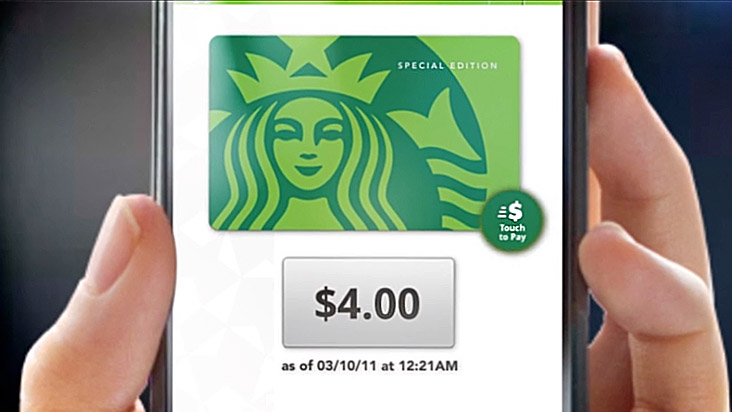 SPECIAL EDITION
$
Touch
to Pay
$4.00
as of 03/10/11 at 12:21AM